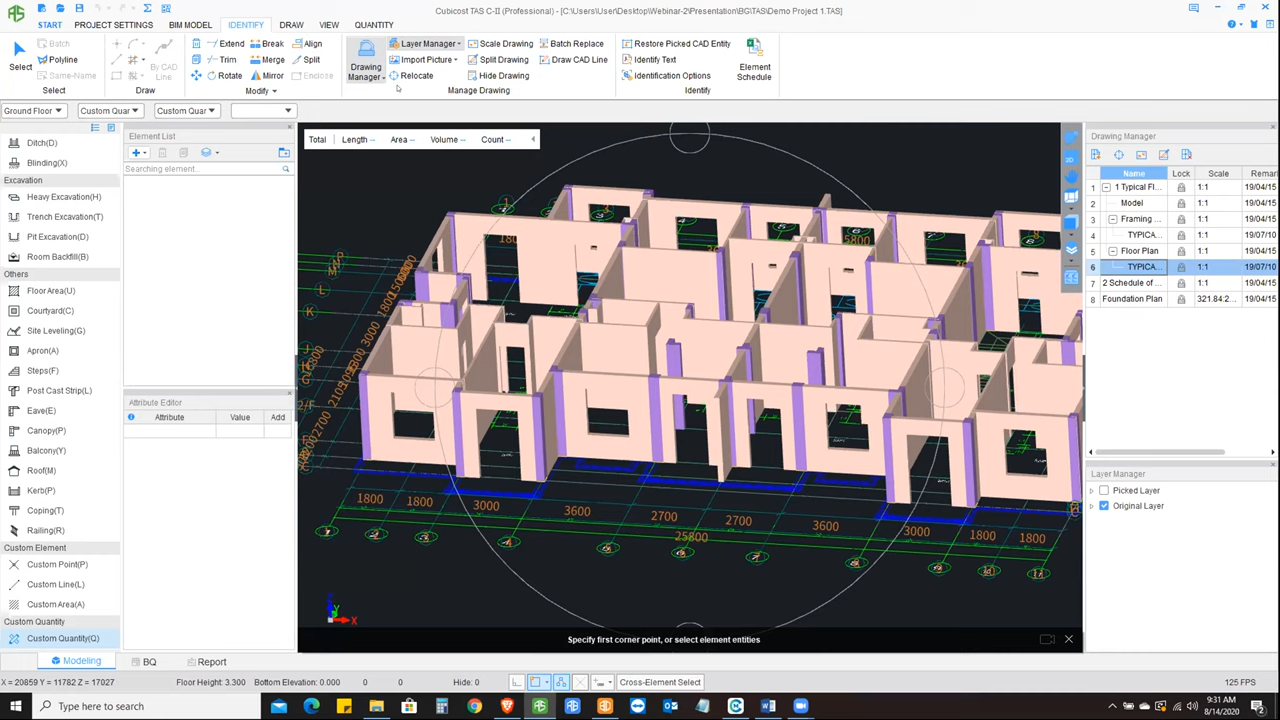 Cubicost TAS C-II (Professional) - [C:\Users\User\Desktop\Webinar-2\Presentation\BG\TAS\Demo Project 1.TAS]
START PROJECT SETTINGS BIM MODEL IDENTIFY DRAW VIEW QUANTITY
Select Batch Polyline Same-Name Select
By CAD Line Draw
Extend Break Align
Trim Merge Split
Rotate Mirror Enclose
Modify
Drawing Manager
Layer Manager Scale Drawing Batch Replace
Import Picture Split Drawing Draw CAD Line
Relocate Hide Drawing
Manage Drawing
Restore Picked CAD Entity
Identify Text
Identification Options
Element Schedule
Identify
Ground Floor Custom Quar Custom Quar
Ditch(D)
Blinding(X)
Excavation
Heavy Excavation(H)
Trench Excavation(T)
Pit Excavation(D)
Room Backfill(B)
Others
Floor Area(U)
Courtyard(C)
Site Leveling(G)
Apron(A)
Steps(F)
Post Cast Strip(L)
Eave(E)
Canopy(P)
Balcony(Y)
Roof(M)
Kerb(P)
Coping(T)
Railing(R)
Custom Element
Custom Point(P)
Custom Line(L)
Custom Area(A)
Custom Quantity
Custom Quantity(Q)
Element List
Searching element...
Attribute Editor
Attribute Value Add
Total Length -- Area -- Volume -- Count --
2D
1800 1800 3000 3600 2700 2700 3600 3000 1800 1800
25800
Specify first corner point, or select element entities
Drawing Manager
Name Lock Scale Remar
1 1 Typical Fl... 1:1 19/04/15
2 Model 1:1 19/04/15
3 Framing ... 1:1 19/04/15
4 TYPICA... 1:1 19/07/10
5 Floor Plan 1:1 19/04/15
6 TYPICA... 1:1 19/07/10
7 2 Schedule of ... 1:1 19/04/15
8 Foundation Plan 321.84:2... 19/04/15
Layer Manager
Picked Layer
Original Layer
Modeling BQ Report
X = 20859 Y = 11782 Z = 17027 Floor Height: 3.300 Bottom Elevation: 0.000 0 0 Hide: 0 Cross-Element Select 125 FPS
Type here to search
9:31 AM
8/14/2020